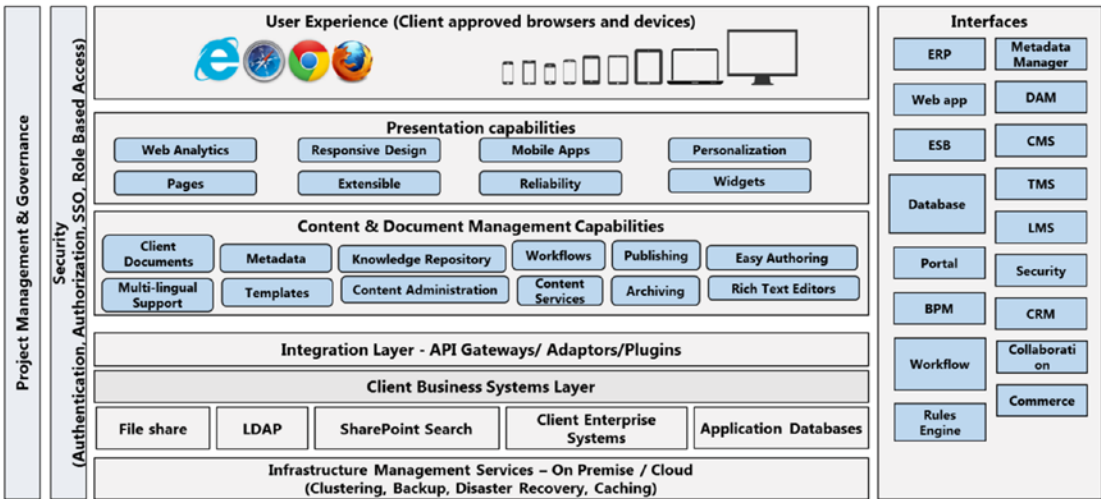 Project Management & Governance
Security
(Authentication, Authorization, SSO, Role Based Access)
User Experience (Client approved browsers and devices)
Presentation capabilities
Web Analytics
Responsive Design
Mobile Apps
Personalization
Pages
Extensible
Reliability
Widgets
Content & Document Management Capabilities
Client
Documents
Metadata
Knowledge Repository
Workflows
Publishing
Easy Authoring
Multi-lingual
Support
Templates
Content Administration
Content
Services
Archiving
Rich Text Editors
Integration Layer - API Gateways/ Adaptors/Plugins
Client Business Systems Layer
File share
LDAP
SharePoint Search
Client Enterprise
Systems
Application Databases
Infrastructure Management Services – On Premise / Cloud
(Clustering, Backup, Disaster Recovery, Caching)
Interfaces
ERP
Web app
ESB
Database
Portal
BPM
Workflow
Rules
Engine
Metadata
Manager
DAM
CMS
TMS
LMS
Security
CRM
Collaborati
on
Commerce